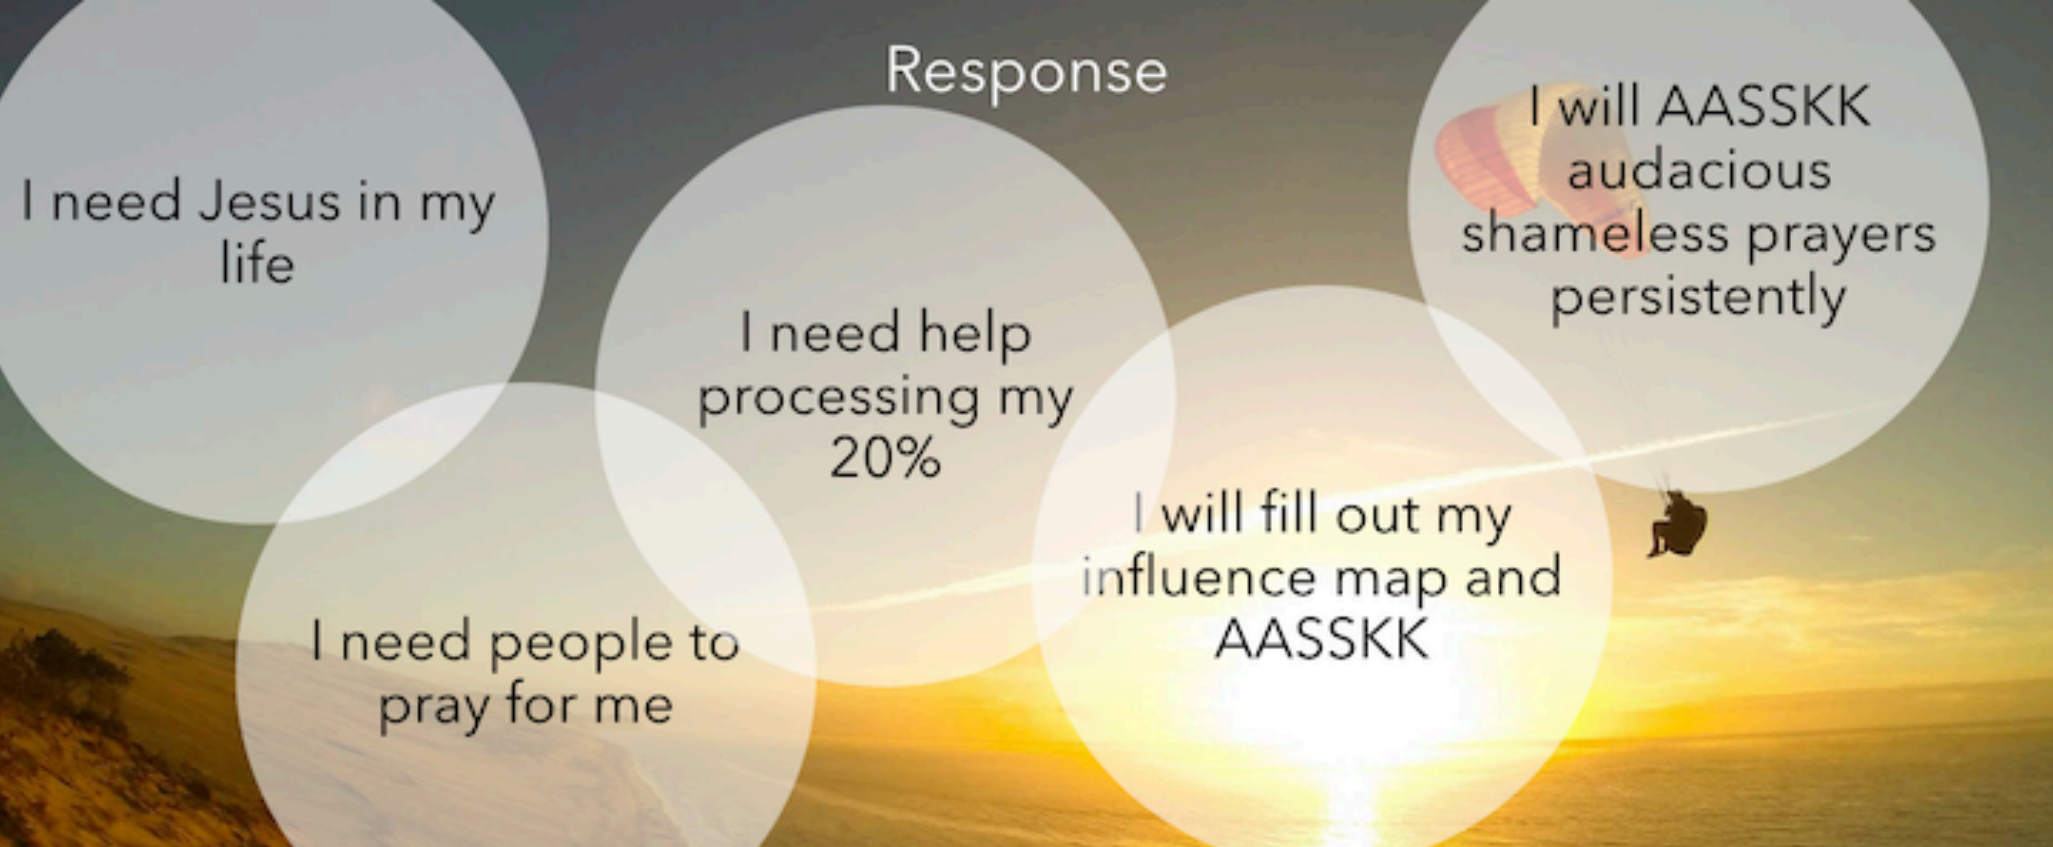 Response
I need Jesus in my
life
I need people to
pray for me
I need help
processing my
20%
I will fill out my
influence map and
AASSKK
I will AASSKK
audacious
shameless prayers
persistently